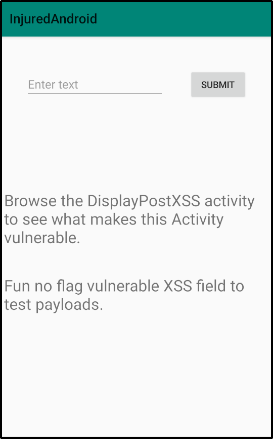 InjuredAndroid
Enter text
SUBMIT
Browse the DisplayPostXSS activity
to see what makes this Activity
vulnerable.
Fun no flag vulnerable XSS field to
test payloads.